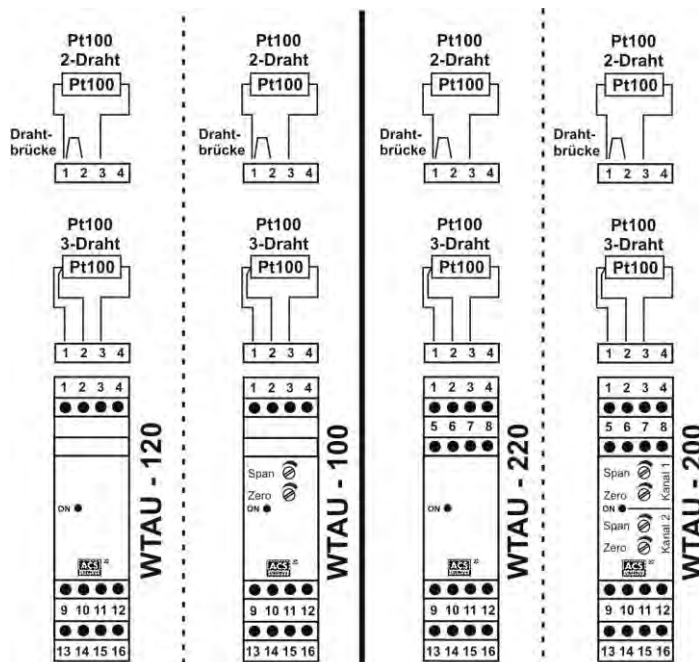 Pt100
2-Draht
Pt100
Draht-
brücke
1 2 3 4
Pt100
3-Draht
Pt100
1 2 3 4
1 2 3 4
ON
ACS
9 10 11 12
13 14 15 16
WTAU - 120
Pt100
2-Draht
Pt100
Draht-
brücke
1 2 3 4
Pt100
3-Draht
Pt100
1 2 3 4
1 2 3 4
Span
Zero
ON
ACS
9 10 11 12
13 14 15 16
WTAU - 100
Pt100
2-Draht
Pt100
Draht-
brücke
1 2 3 4
Pt100
3-Draht
Pt100
1 2 3 4
1 2 3 4
5 6 7 8
ON
ACS
9 10 11 12
13 14 15 16
WTAU - 220
Pt100
2-Draht
Pt100
Draht-
brücke
1 2 3 4
Pt100
3-Draht
Pt100
1 2 3 4
1 2 3 4
5 6 7 8
Span
Zero
Kanal 1
ON
Span
Zero
Kanal 2
ACS
9 10 11 12
13 14 15 16
WTAU - 200